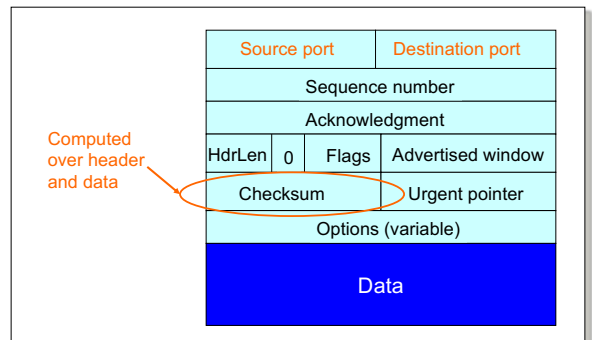 Source port
Destination port
Sequence number
Acknowledgment
HdrLen
0
Flags
Advertised window
Computed
over header
and data
Checksum
Urgent pointer
Options (variable)
Data